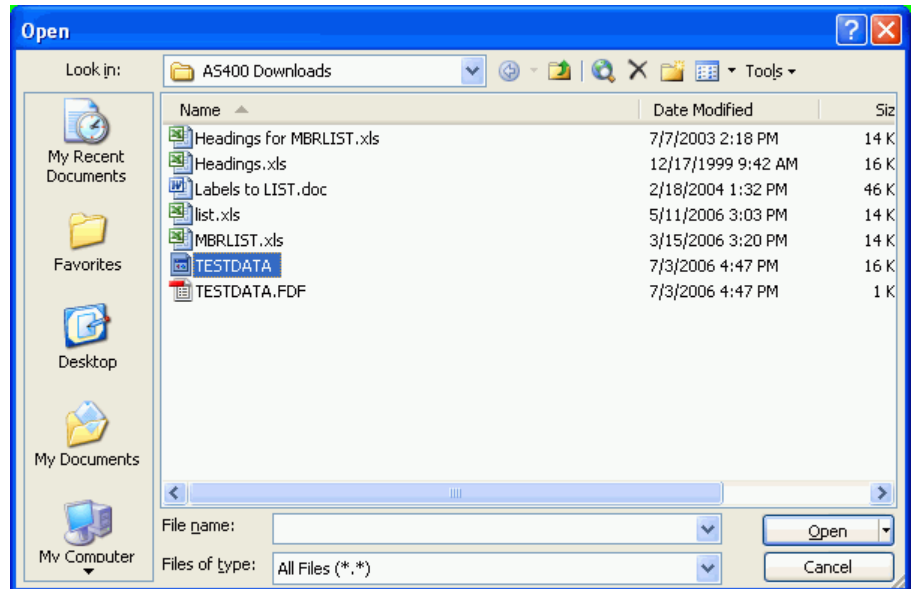 Open
Look in: AS400 Downloads Tools
Name Date Modified Siz
Headings for MBRLIST.xls 7/7/2003 2:18 PM 14 K
Headings.xls 12/17/1999 9:42 AM 16 K
Labels to LIST.doc 2/18/2004 1:32 PM 46 K
list.xls 5/11/2006 3:03 PM 14 K
MBRLIST.xls 3/15/2006 3:20 PM 14 K
TESTDATA 7/3/2006 4:47 PM 16 K
TESTDATA.FDF 7/3/2006 4:47 PM 1 K
My Recent
Documents
Favorites
Desktop
My Documents
My Computer
File name: Open
Files of type: All Files (*.*) Cancel